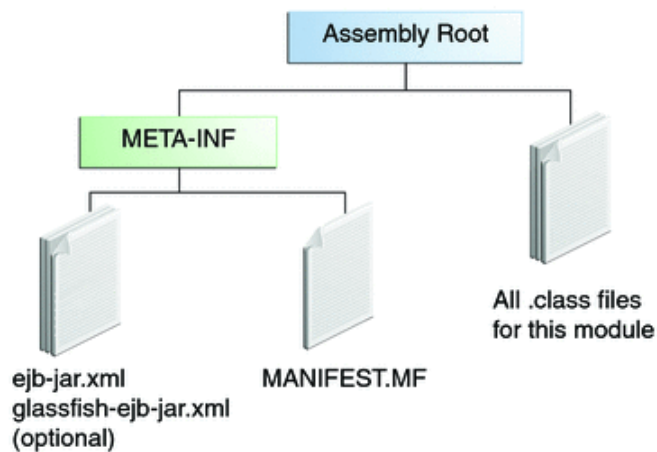 Assembly Root
META-INF
All .class files
for this module
ejb-jar.xml
glassfish-ejb-jar.xml
(optional)
MANIFEST.MF